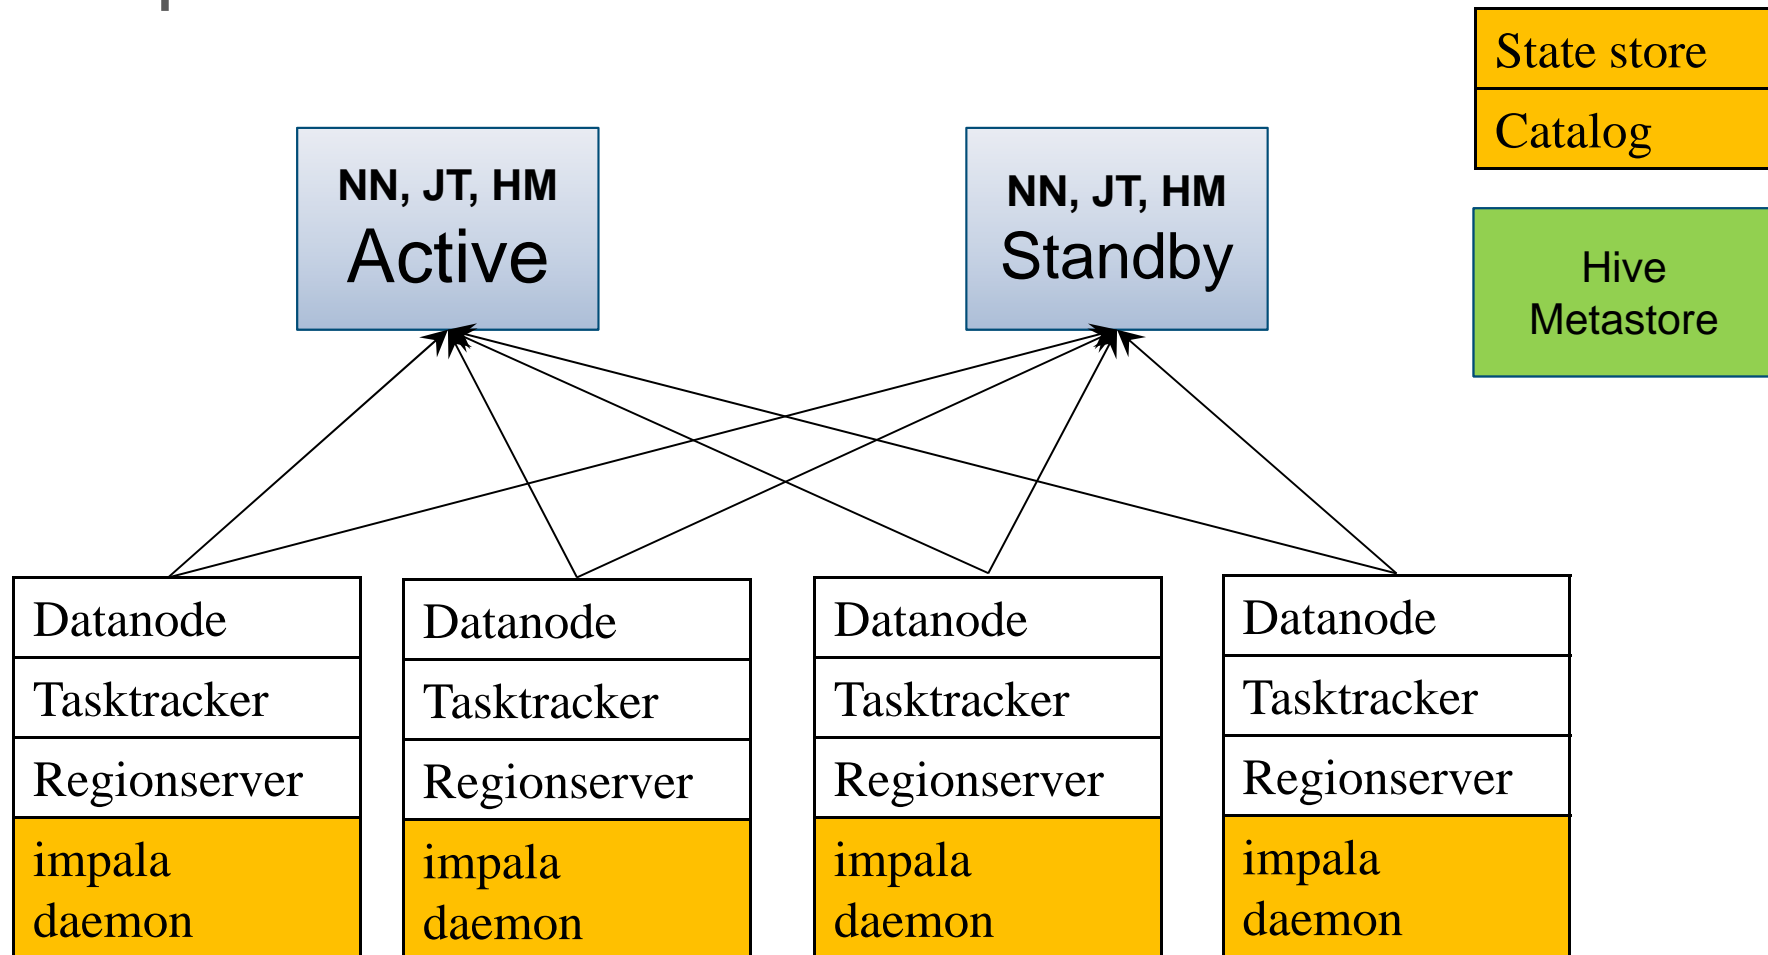 State store
Catalog
NN, JT, HM
Active
NN, JT, HM
Standby
Hive
Metastore
Datanode
Tasktracker
Regionserver
impala
daemon
Datanode
Tasktracker
Regionserver
impala
daemon
Datanode
Tasktracker
Regionserver
impala
daemon
Datanode
Tasktracker
Regionserver
impala
daemon